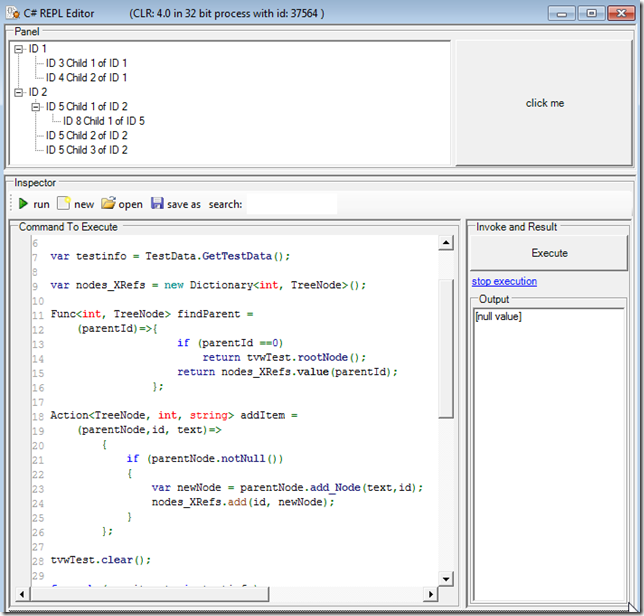 C# REPL Editor (CLR: 4.0 in 32 bit process with id: 37564 )
Panel
ID 1
ID 3 Child 1 of ID 1
ID 4 Child 2 of ID 1
ID 2
ID 5 Child 1 of ID 2
ID 8 Child 1 of ID 5
ID 5 Child 2 of ID 2
ID 5 Child 3 of ID 2
click me
Inspector
run new open save as search:
Command To Execute
6
7 var testinfo = TestData.GetTestData();
8
9 var nodes_XRefs = new Dictionary<int, TreeNode>();
10
11 Func<int, TreeNode> findParent =
12 (parentId)=>{
13 if (parentId ==0)
14 return tvwTest.rootNode();
15 return nodes_XRefs.value(parentId);
16 };
17
18 Action<TreeNode, int, string> addItem =
19 (parentNode,id, text)=>
20 {
21 if (parentNode.notNull())
22 {
23 var newNode = parentNode.add_Node(text,id);
24 nodes_XRefs.add(id, newNode);
25 }
26 };
27
28 tvwTest.clear();
29
Invoke and Result
Execute
stop execution
Output
[null value]